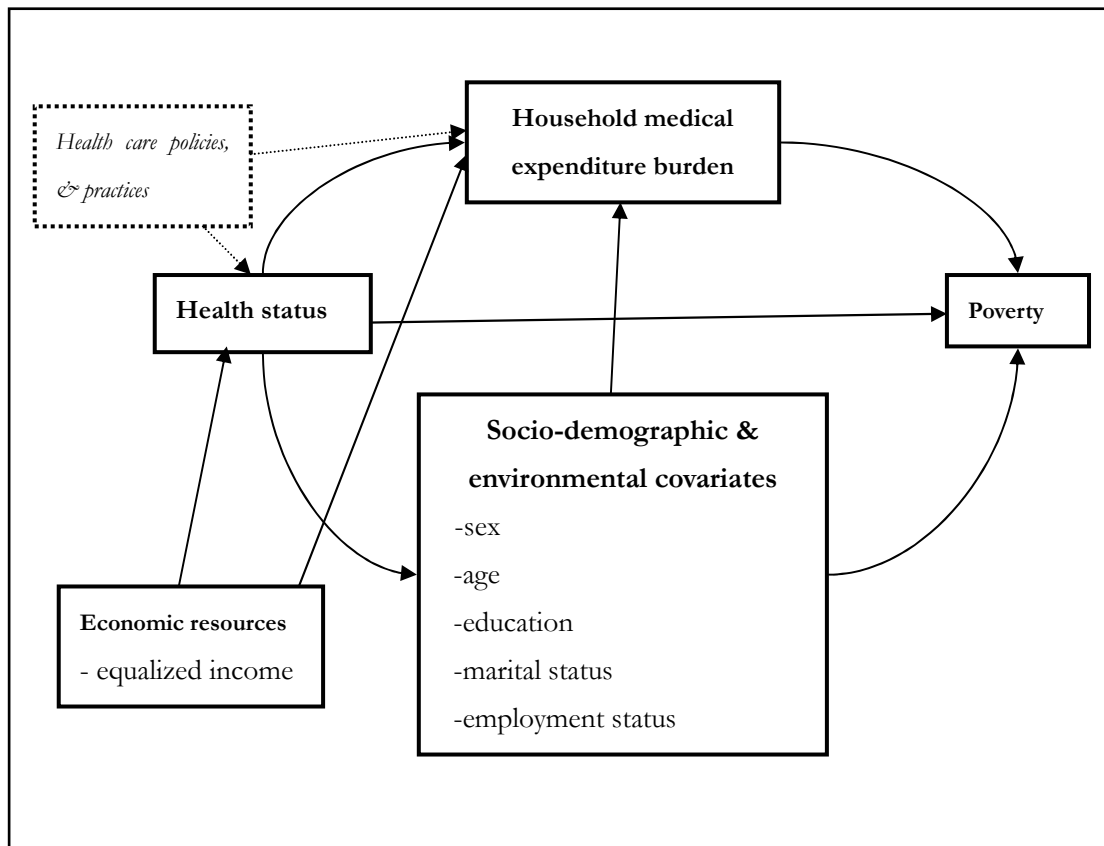 Household medical
expenditure burden
Health care policies,
& practices
Health status
Poverty
Socio-demographic &
environmental covariates
-sex
-age
-education
-marital status
-employment status
Economic resources
- equalized income